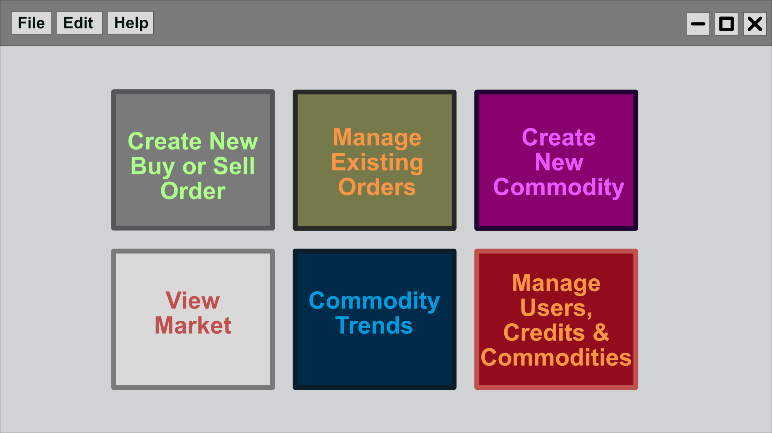 File Edit Help
Create New
Buy or Sell
Order
Manage
Existing
Orders
Create
New
Commodity
View
Market
Commodity
Trends
Manage
Users,
Credits &
Commodities